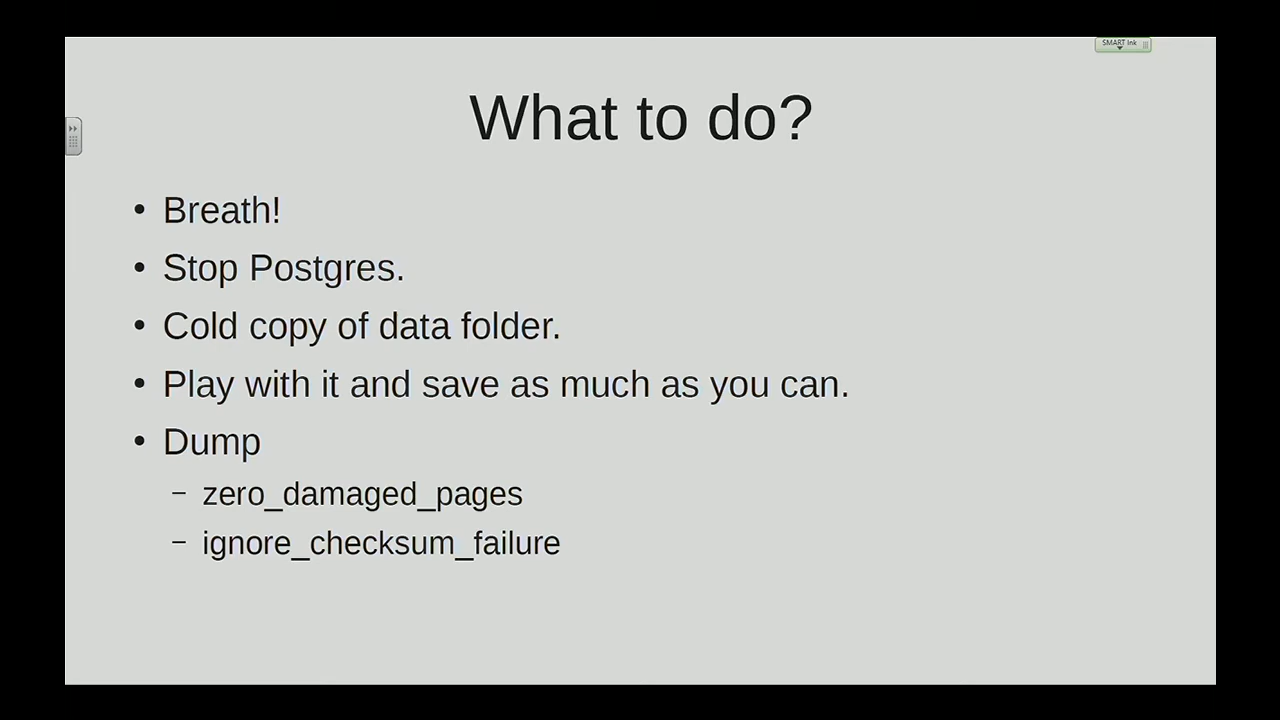 SMART Ink
What to do?
• Breath!
• Stop Postgres.
• Cold copy of data folder.
• Play with it and save as much as you can.
• Dump
– zero_damaged_pages
– ignore_checksum_failure